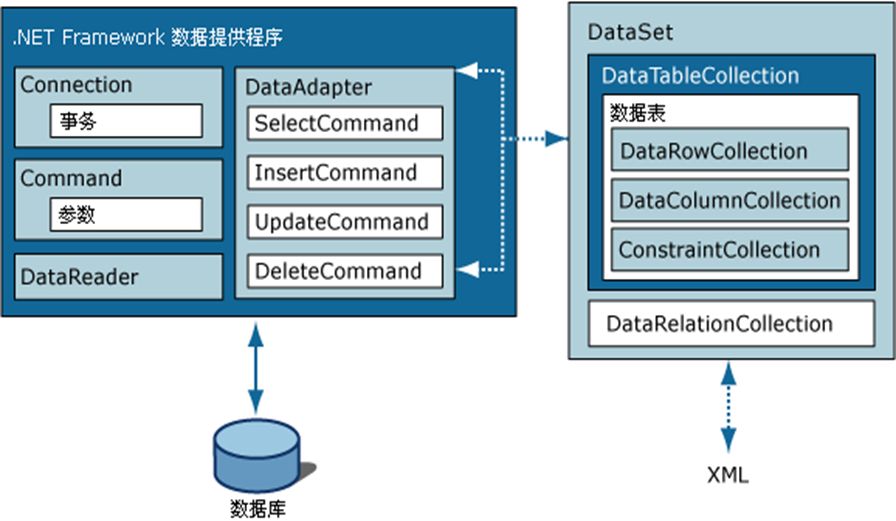 .NET Framework 数据提供程序
Connection
事务
Command
参数
DataReader
DataAdapter
SelectCommand
InsertCommand
UpdateCommand
DeleteCommand
数据库
DataSet
DataTableCollection
数据表
DataRowCollection
DataColumnCollection
ConstraintCollection
DataRelationCollection
XML